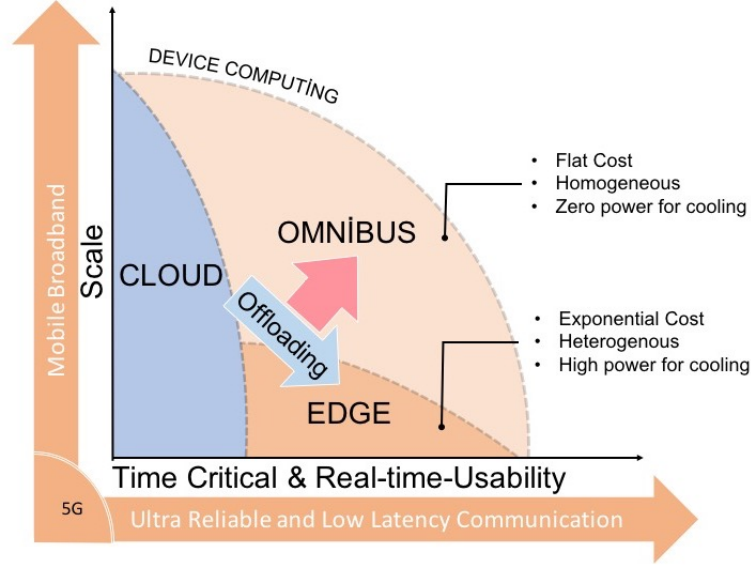 DEVICE COMPUTİNG
• Flat Cost
• Homogeneous
• Zero power for cooling
OMNİBUS
CLOUD
Offloading
• Exponential Cost
• Heterogenous
• High power for cooling
EDGE
Mobile Broadband
Scale
Time Critical & Real-time-Usability
5G
Ultra Reliable and Low Latency Communication